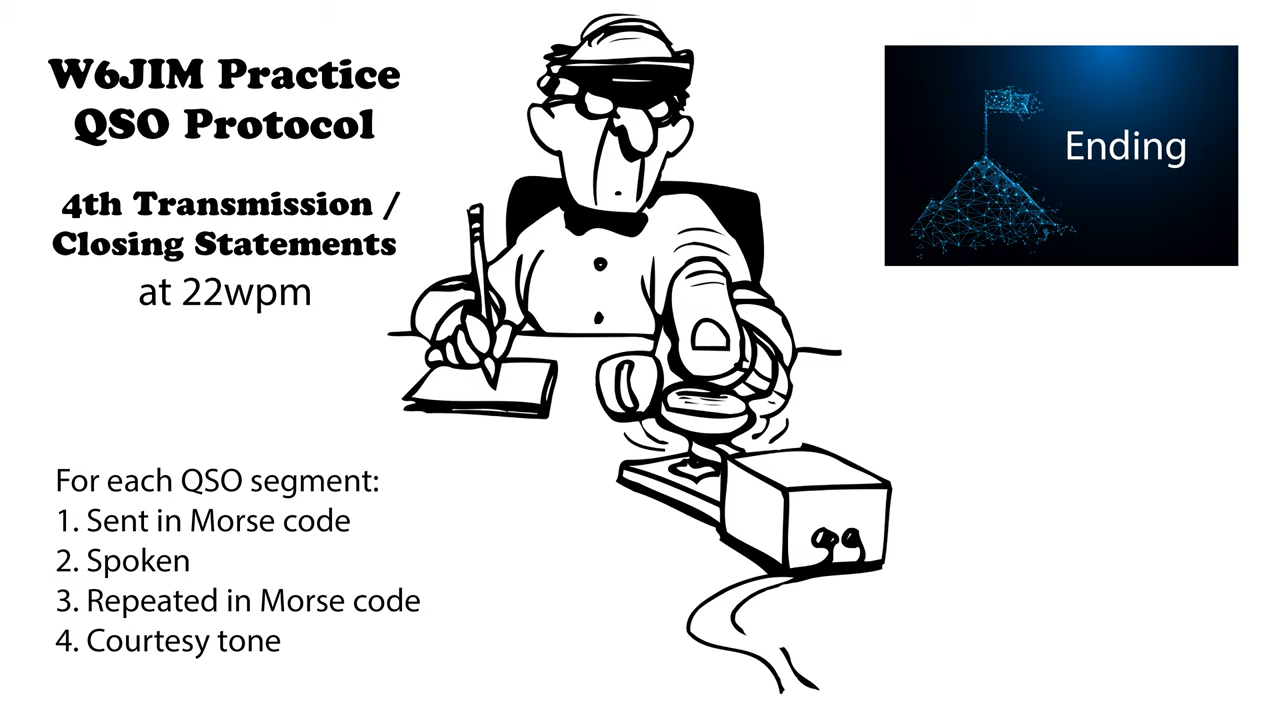 W6JIM Practice
QSO Protocol
4th Transmission /
Closing Statements
at 22wpm
Ending
For each QSO segment:
1. Sent in Morse code
2. Spoken
3. Repeated in Morse code
4. Courtesy tone